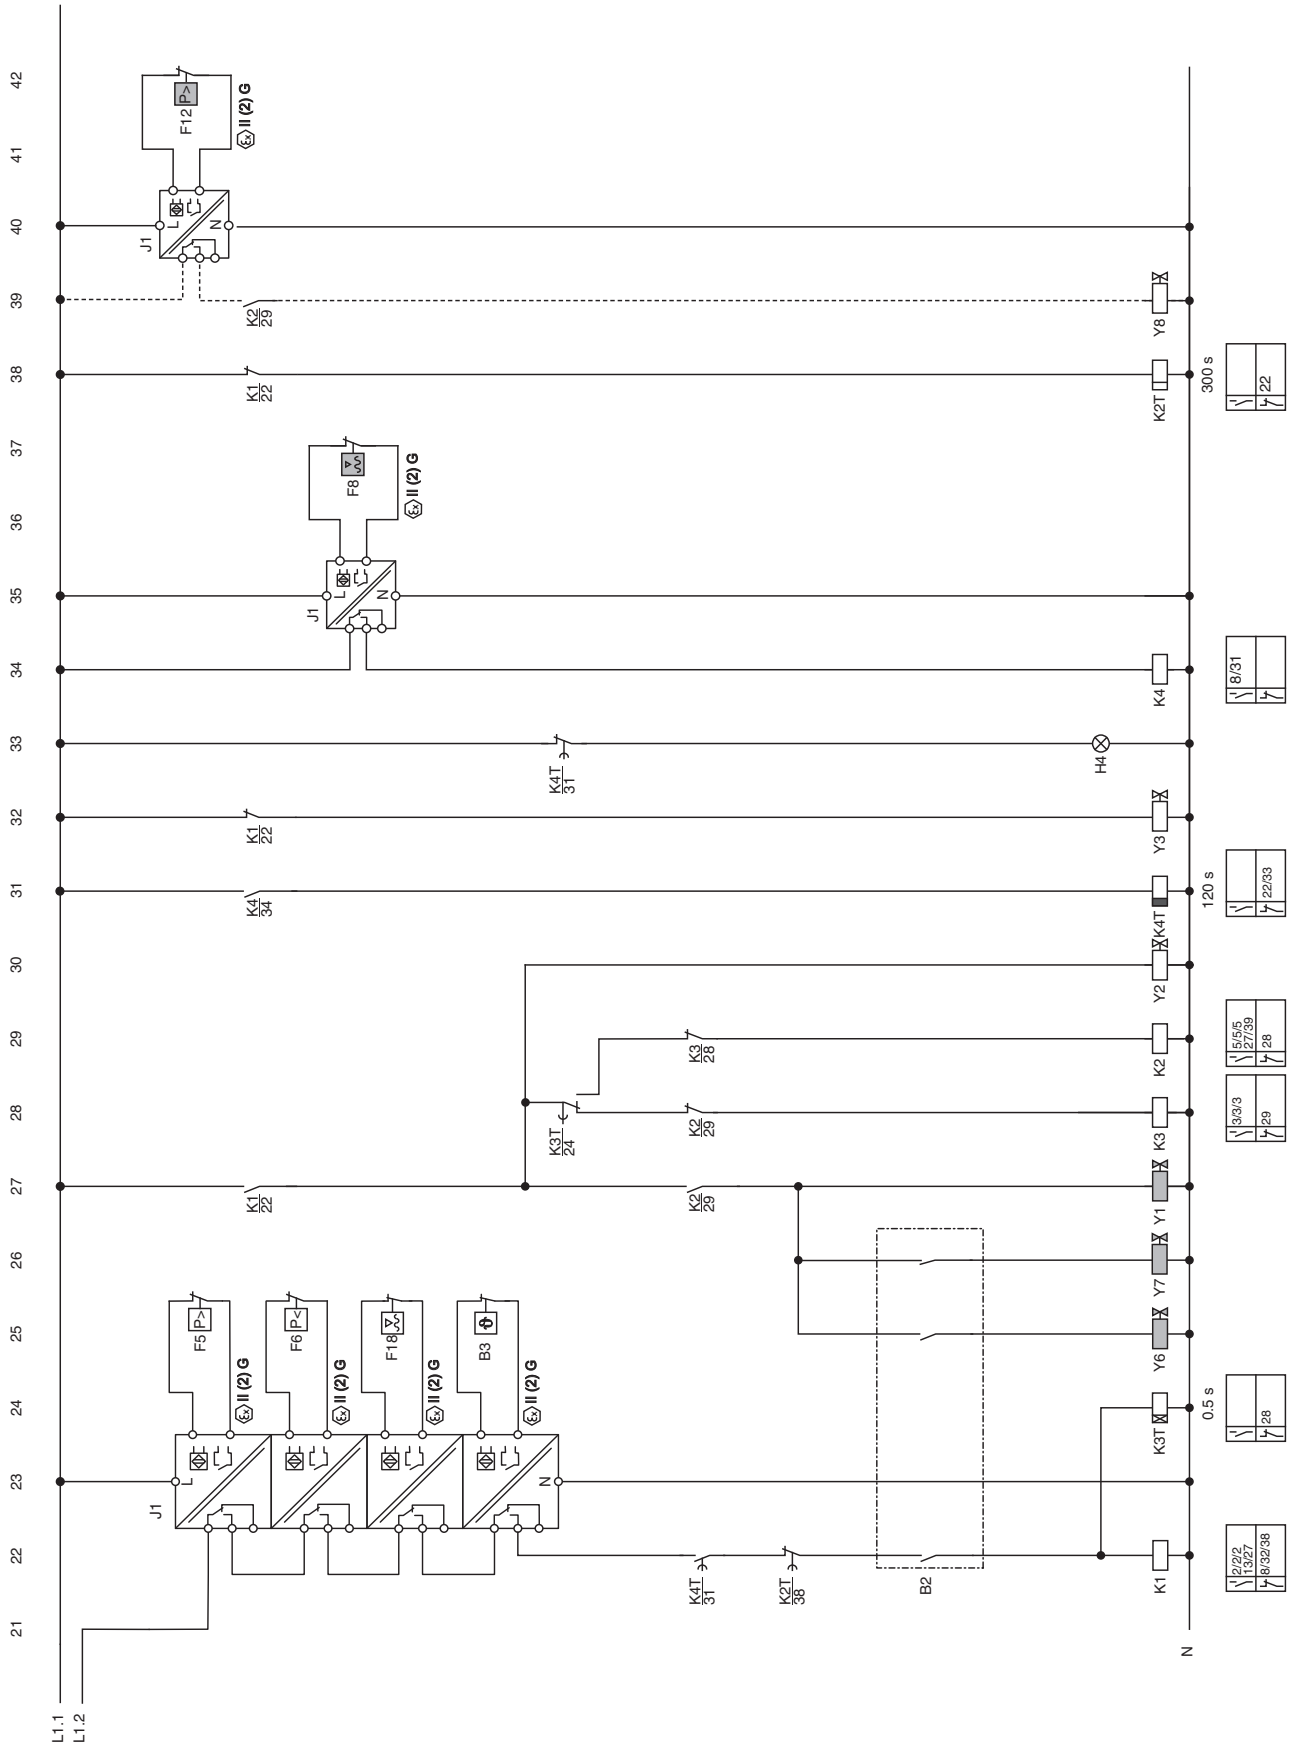 L1.1
L1.2
21
22
23
24
25
26
27
28
29
30
31
32
33
34
35
36
37
38
39
40
41
42
J1
L
N
F5
P>
II (2) G
F6
P<
II (2) G
F18
II (2) G
B3
II (2) G
K4T
31
K2T
38
B2
K1
22
K2
29
K3T
24
K2
29
K3
28
K4
34
K1
22
K4T
31
J1
L
N
F8
II (2) G
K1
22
K2
29
J1
L
N
F12
P>
II (2) G
N
K1
K3T
Y6
Y7
Y1
K3
K2
Y2
K4T
Y3
H4
K4
K2T
Y8
0.5 s
120 s
300 s
2/2/2
13/27
8/32/38
28
3/3/3
29
5/5/5
27/39
28
22/33
8/31
22